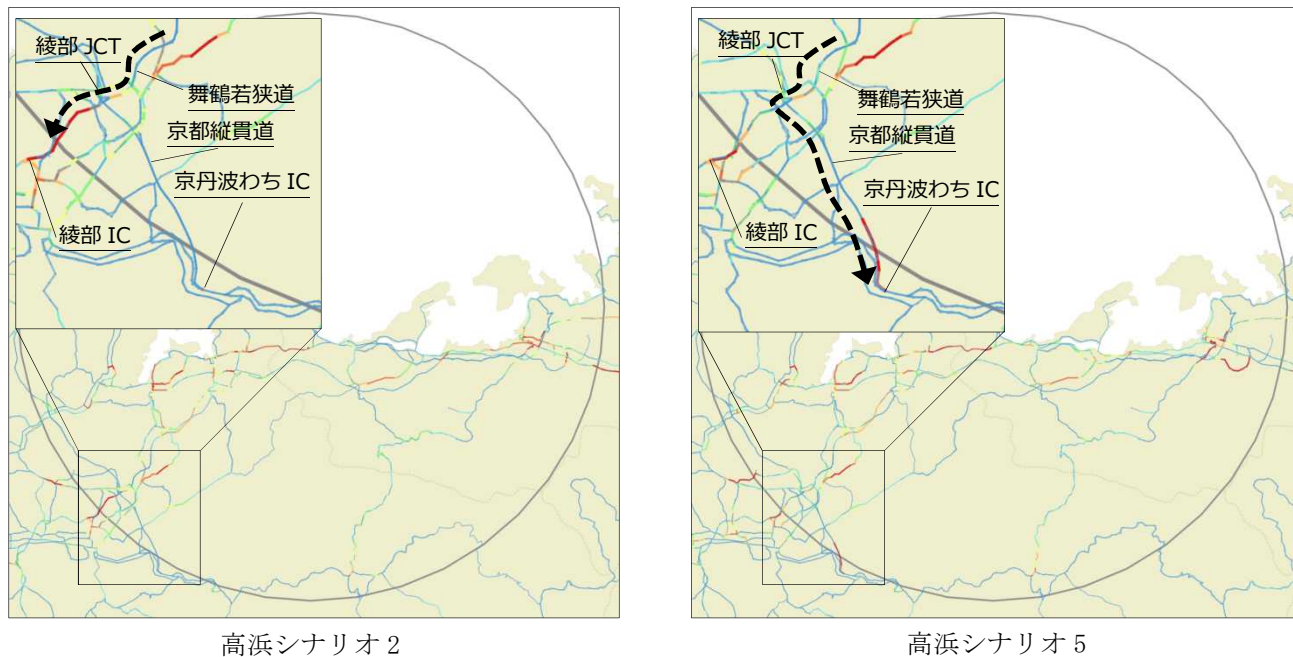 綾部 JCT
舞鶴若狭道
京都縦貫道
京丹波わち IC
綾部 IC
高浜シナリオ 2
綾部 JCT
舞鶴若狭道
京都縦貫道
京丹波わち IC
綾部 IC
高浜シナリオ 5